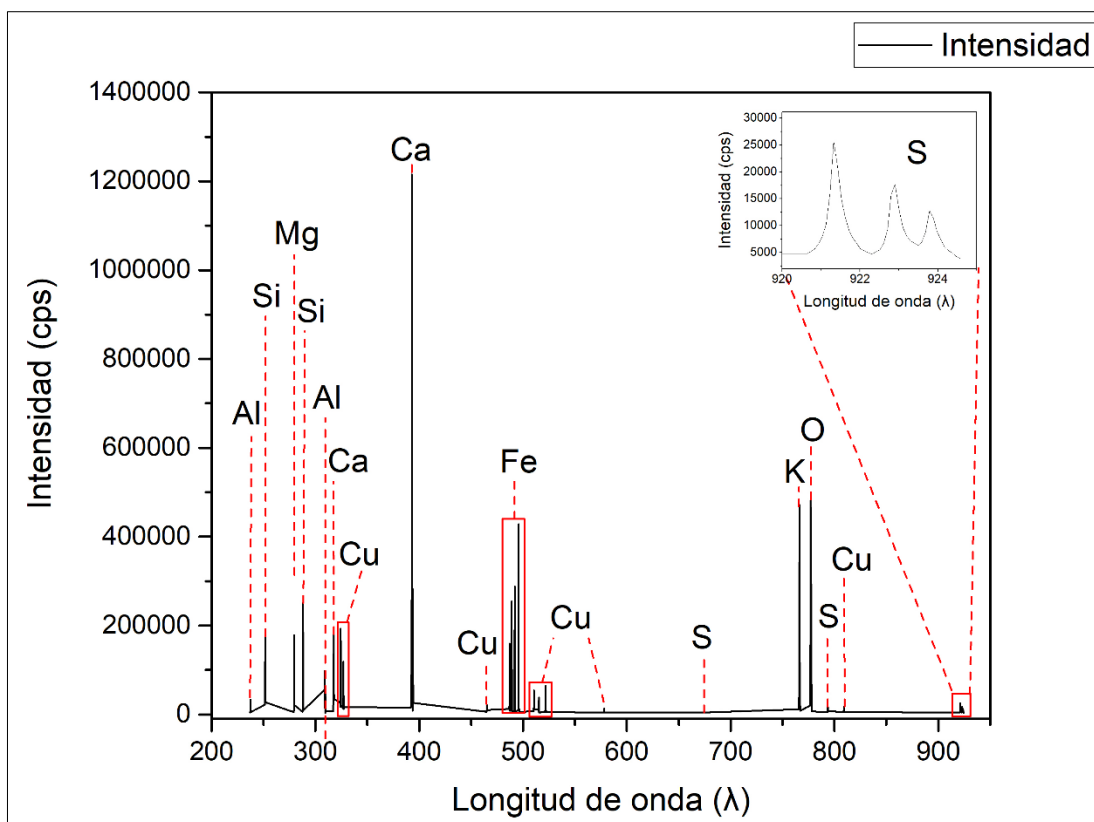 Intensidad
Intensidad (cps)
1400000
1200000
1000000
800000
600000
400000
200000
0
Al
Si
Mg
Si
Al
Ca
Cu
Ca
Cu
Fe
Cu
S
K
O
S
Cu
200
300
400
500
600
700
800
900
Longitud de onda (λ)
Intensidad (cps)
30000
25000
20000
15000
10000
5000
S
920
922
924
Longitud de onda (λ)